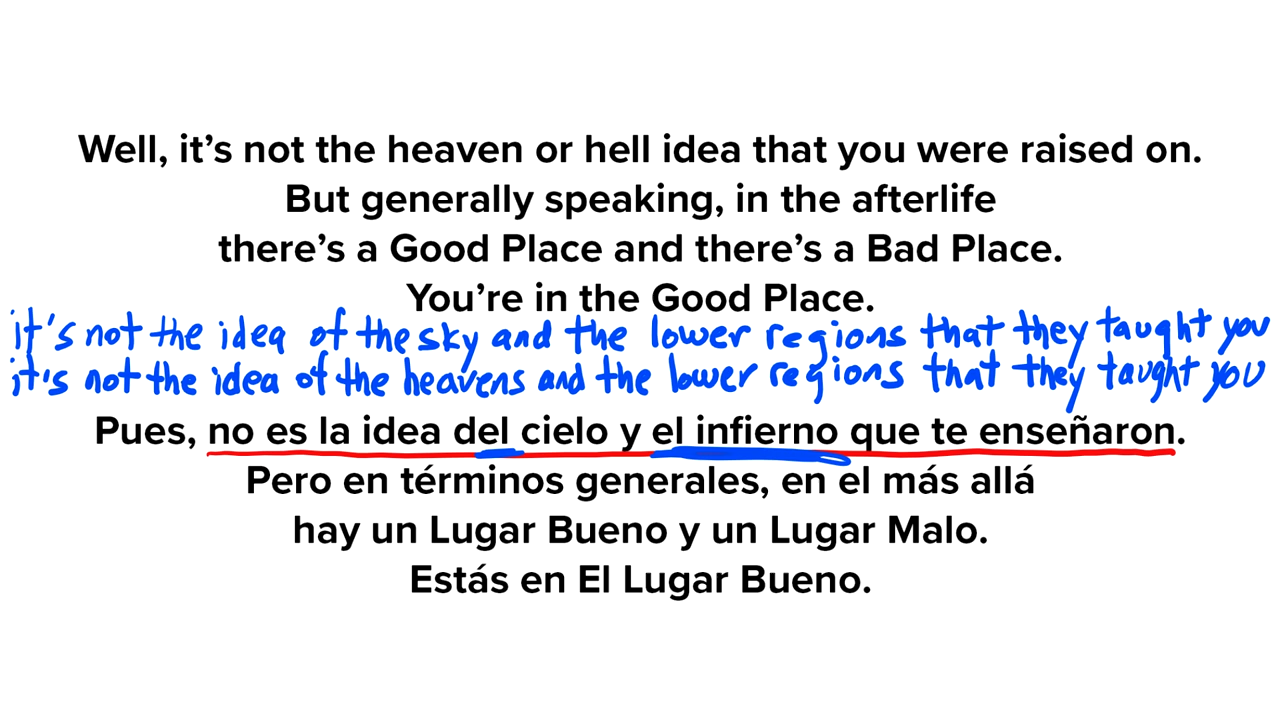 Well, it’s not the heaven or hell idea that you were raised on.
But generally speaking, in the afterlife
there’s a Good Place and there’s a Bad Place.
You’re in the Good Place.
it's not the idea of the sky and the lower regions that they taught you
it's not the idea of the heavens and the lower regions that they taught you
Pues, no es la idea del cielo y el infierno que te enseñaron.
Pero en términos generales, en el más allá
hay un Lugar Bueno y un Lugar Malo.
Estás en El Lugar Bueno.